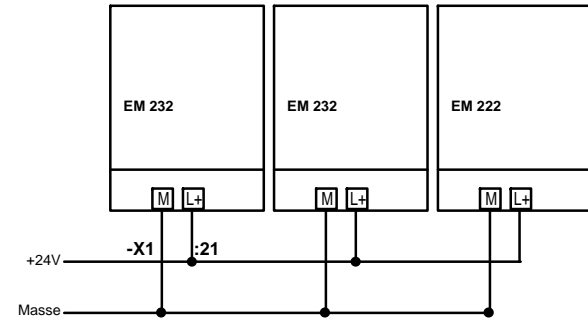 EM 232
EM 232
EM 222
M L+
M L+
M L+
-X1 :21
+24V
Masse